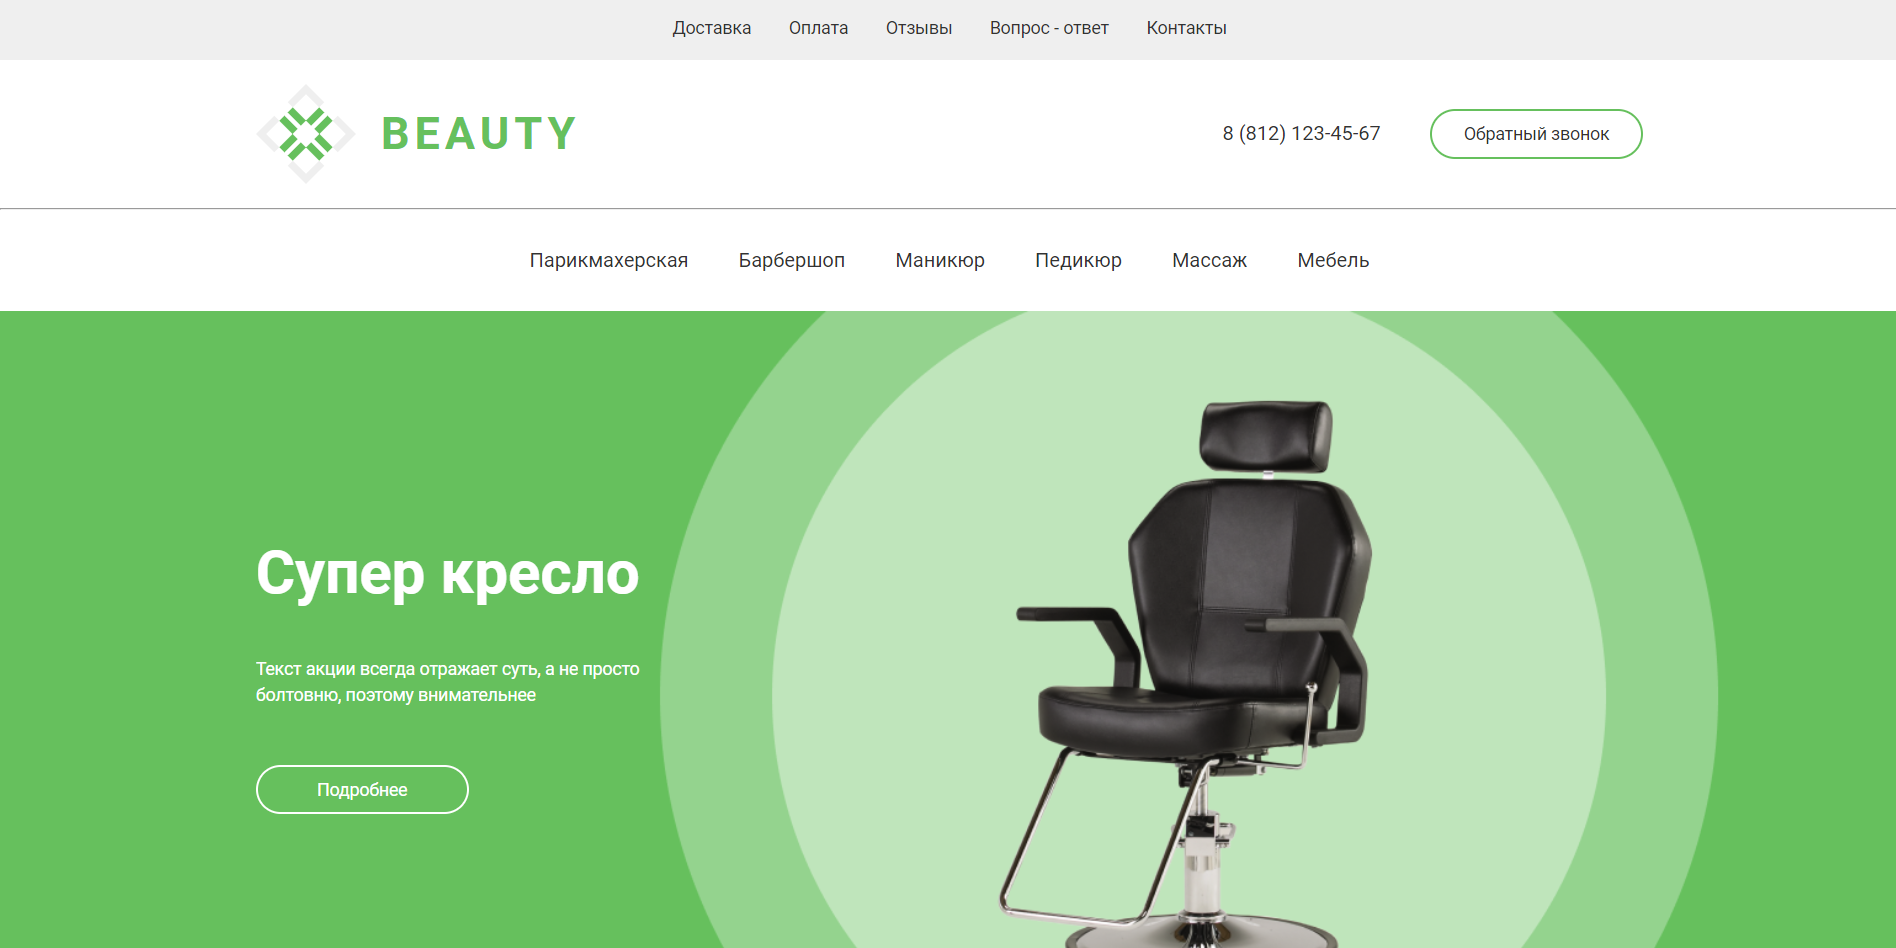 Доставка Оплата Отзывы Вопрос - ответ Контакты
BEAUTY 8 (812) 123-45-67 Обратный звонок
Парикмахерская Барбершоп Маникюр Педикюр Массаж Мебель
Супер кресло
Текст акции всегда отражает суть, а не просто
болтовню, поэтому внимательнее
Подробнее